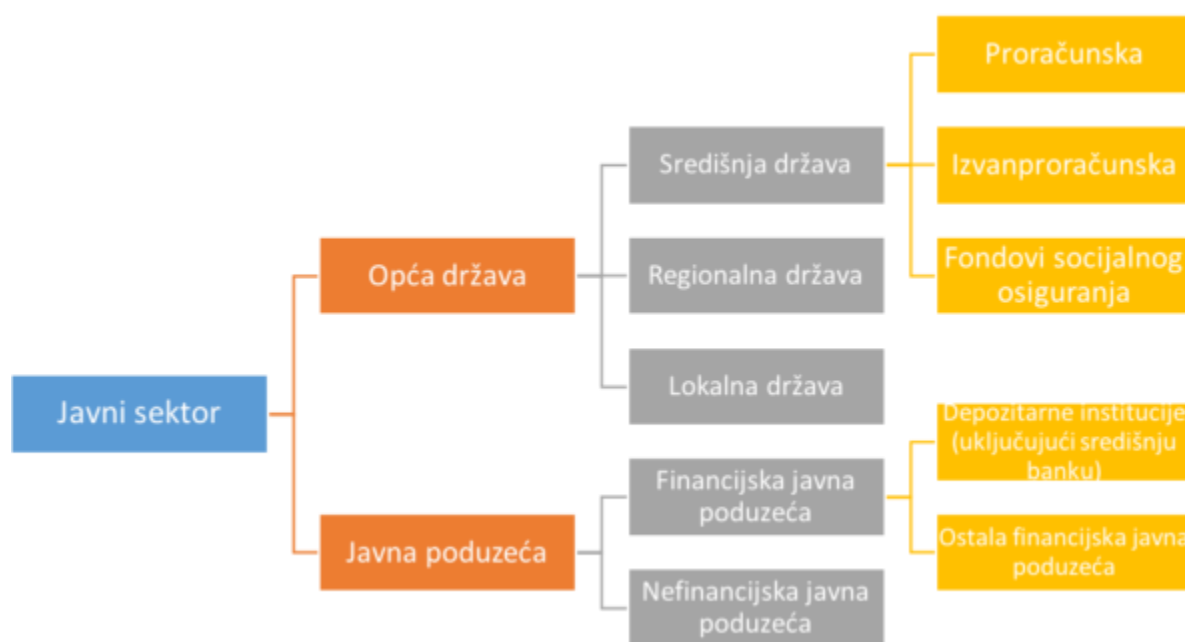 Javni sektor
Opća država
Središnja država
Proračunska
Izvanproračunska
Fondovi socijalnog
osiguranja
Regionalna država
Lokalna država
Javna poduzeća
Financijska javna
poduzeća
Depozitarne institucije
(uključujući središnju
banku)
Ostala financijska javna
poduzeća
Nefinancijska javna
poduzeća